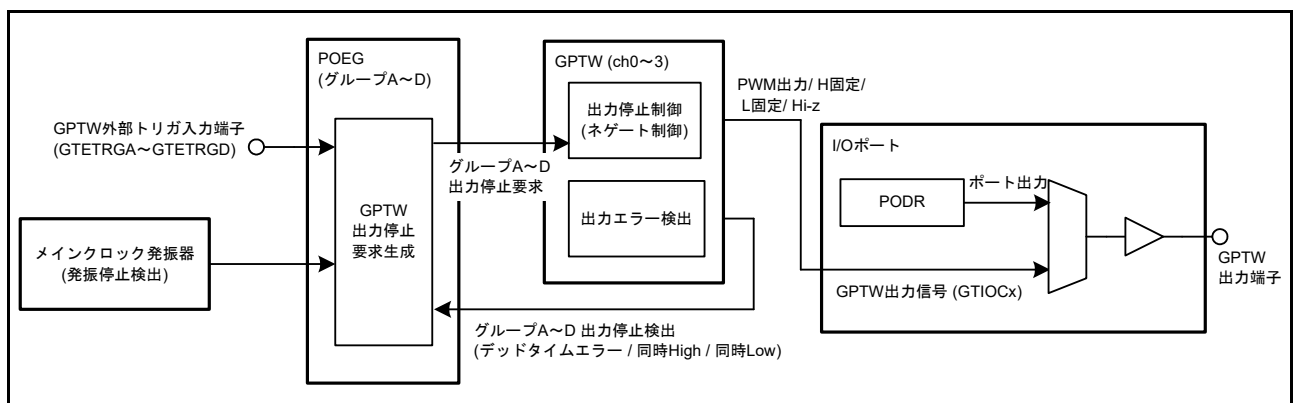 POEG
(グループA～D)
GPTW (ch0～3)
出力停止制御
(ネゲート制御)
PWM出力/ H固定/
L固定/ Hi-z
GPTW外部トリガ入力端子
(GTETRGA～GTETRGD)
I/Oポート
グループA～D
出力停止要求
ポート出力
PODR
GPTW
出力停止
要求生成
出力エラー検出
メインクロック発振器
(発振停止検出)
GPTW
出力端子
GPTW出力信号 (GTIOCx)
グループA～D 出力停止検出
(デッドタイムエラー / 同時High / 同時Low)